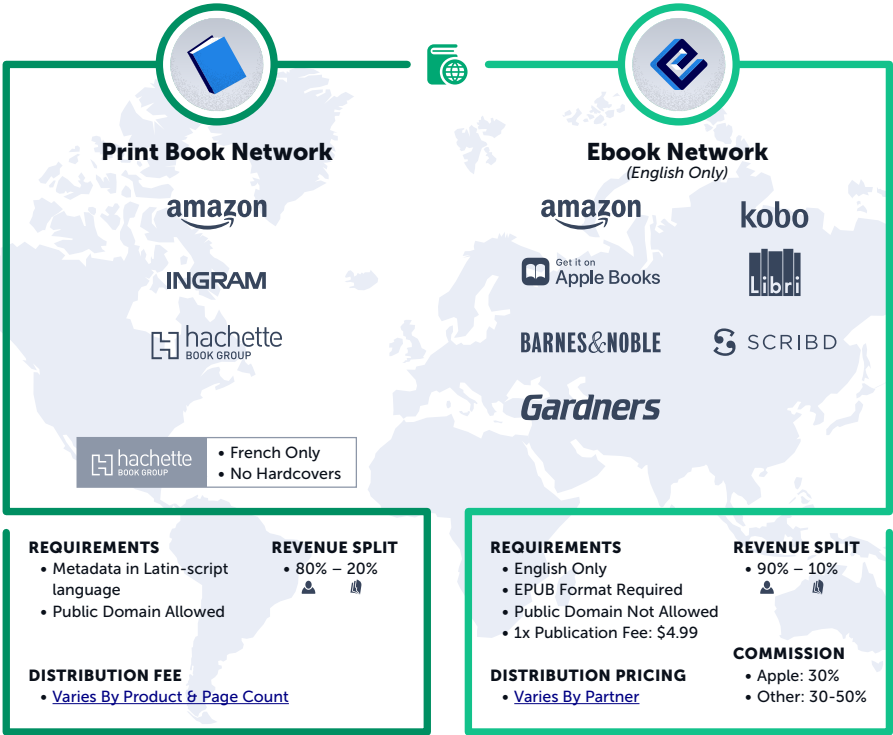 Print Book Network
amazon
INGRAM
hachette
BOOK GROUP
hachette
BOOK GROUP
• French Only
• No Hardcovers
REQUIREMENTS
• Metadata in Latin-script
language
• Public Domain Allowed
REVENUE SPLIT
• 80% – 20%
DISTRIBUTION FEE
• Varies By Product & Page Count
Ebook Network
(English Only)
amazon
kobo
Get it on
Apple Books
Libri
BARNES&NOBLE
SCRIBD
Gardners
REQUIREMENTS
• English Only
• EPUB Format Required
• Public Domain Not Allowed
• 1x Publication Fee: $4.99
REVENUE SPLIT
• 90% – 10%
DISTRIBUTION PRICING
• Varies By Partner
COMMISSION
• Apple: 30%
• Other: 30-50%